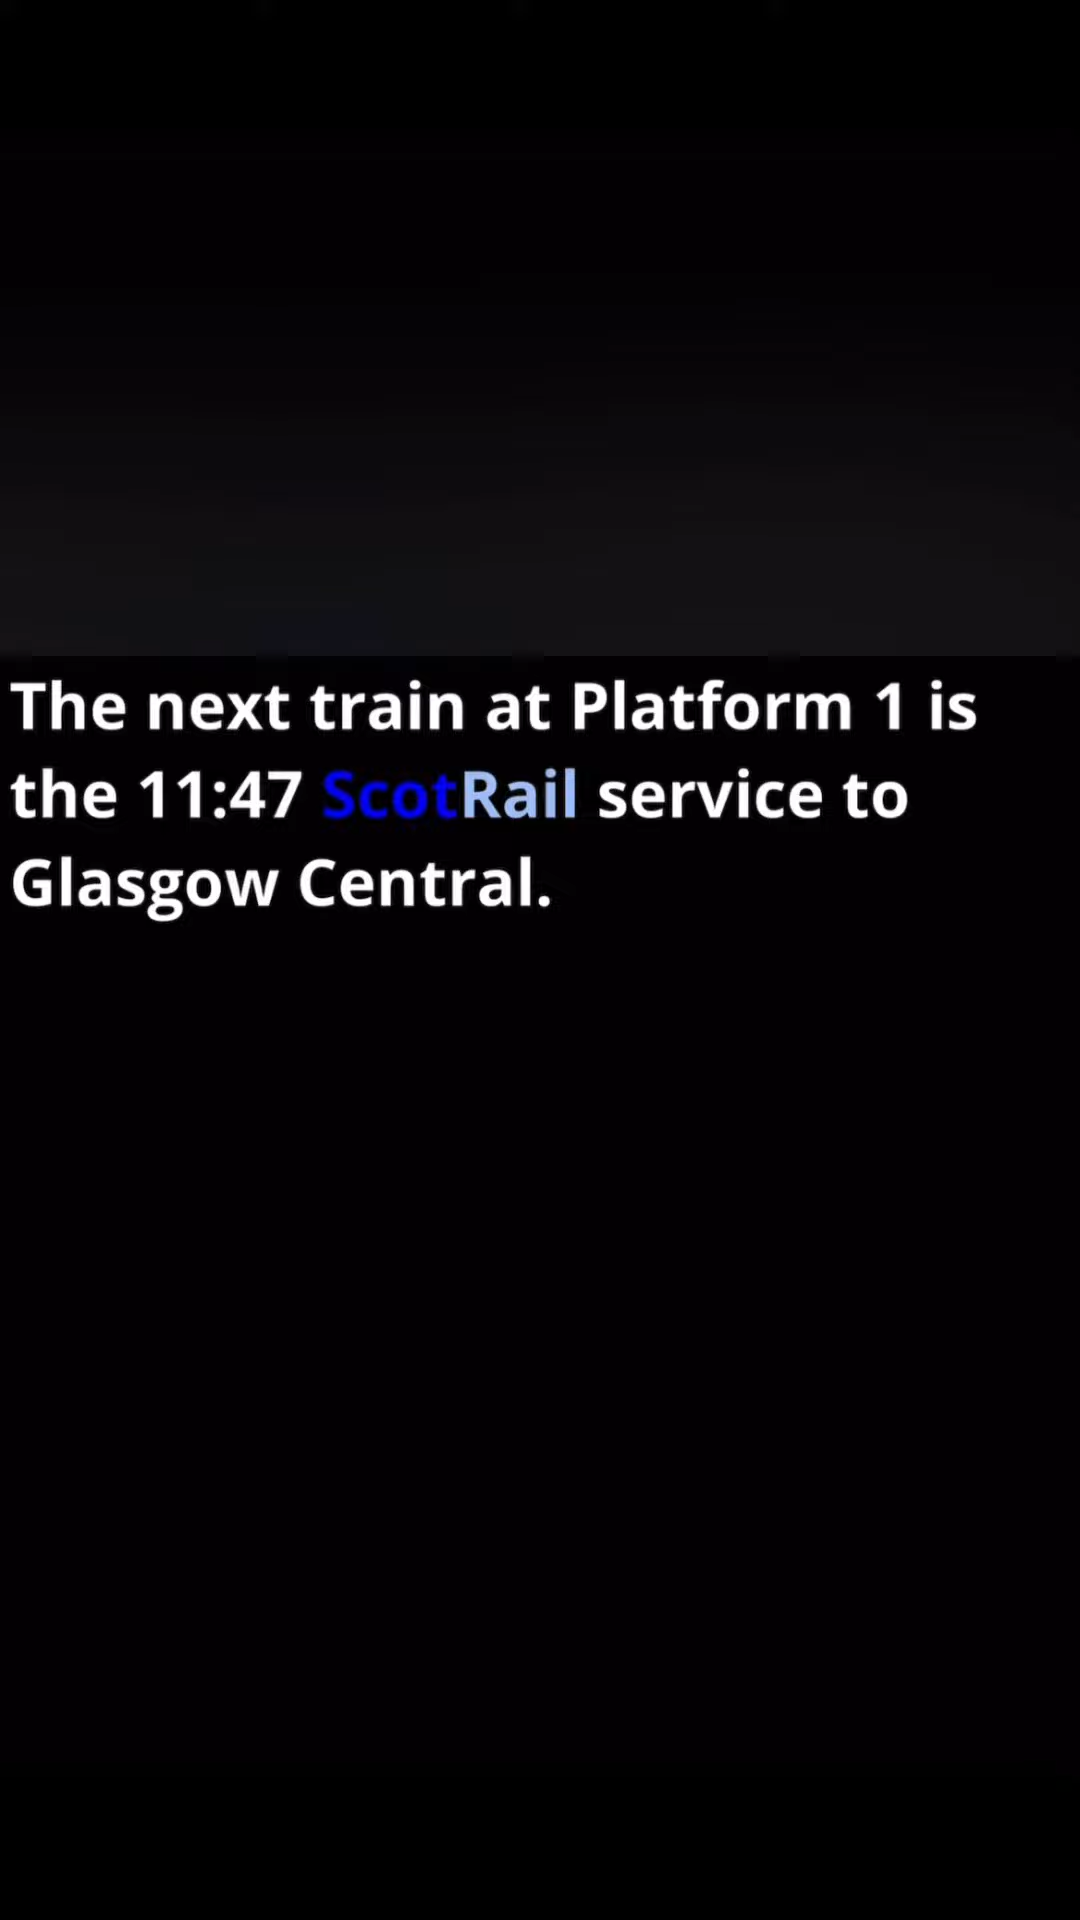 The next train at Platform 1 is
the 11:47 ScotRail service to
Glasgow Central.